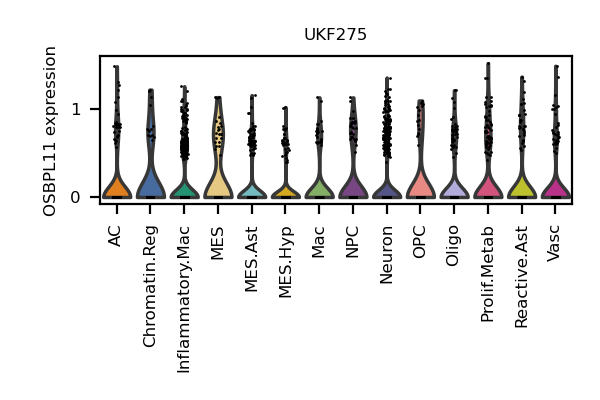 UKF275
OSBPL11 expression
1
0
AC
Chromatin.Reg
Inflammatory.Mac
MES
MES.Ast
MES.Hyp
Mac
NPC
Neuron
OPC
Oligo
Prolif.Metab
Reactive.Ast
Vasc